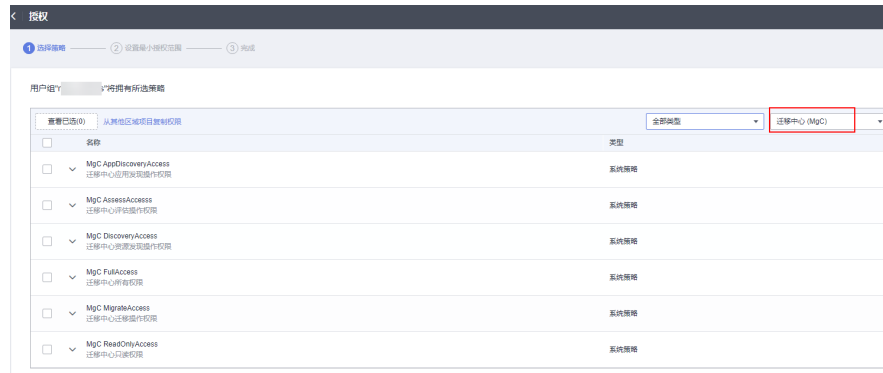 授权
1 选择策略 2 设置最小授权范围 3 完成
用户组"r s"将拥有所选策略
查看已选(0) 从其他区域项目复制权限 全部类型 迁移中心 (MgC)
名称 类型
MgC AppDiscoveryAccess 系统策略
迁移中心应用发现操作权限
MgC AssessAccesss 系统策略
迁移中心评估操作权限
MgC DiscoveryAccess 系统策略
迁移中心资源发现操作权限
MgC FullAccess 系统策略
迁移中心所有权限
MgC MigrateAccess 系统策略
迁移中心迁移操作权限
MgC ReadOnlyAccess 系统策略
迁移中心只读权限